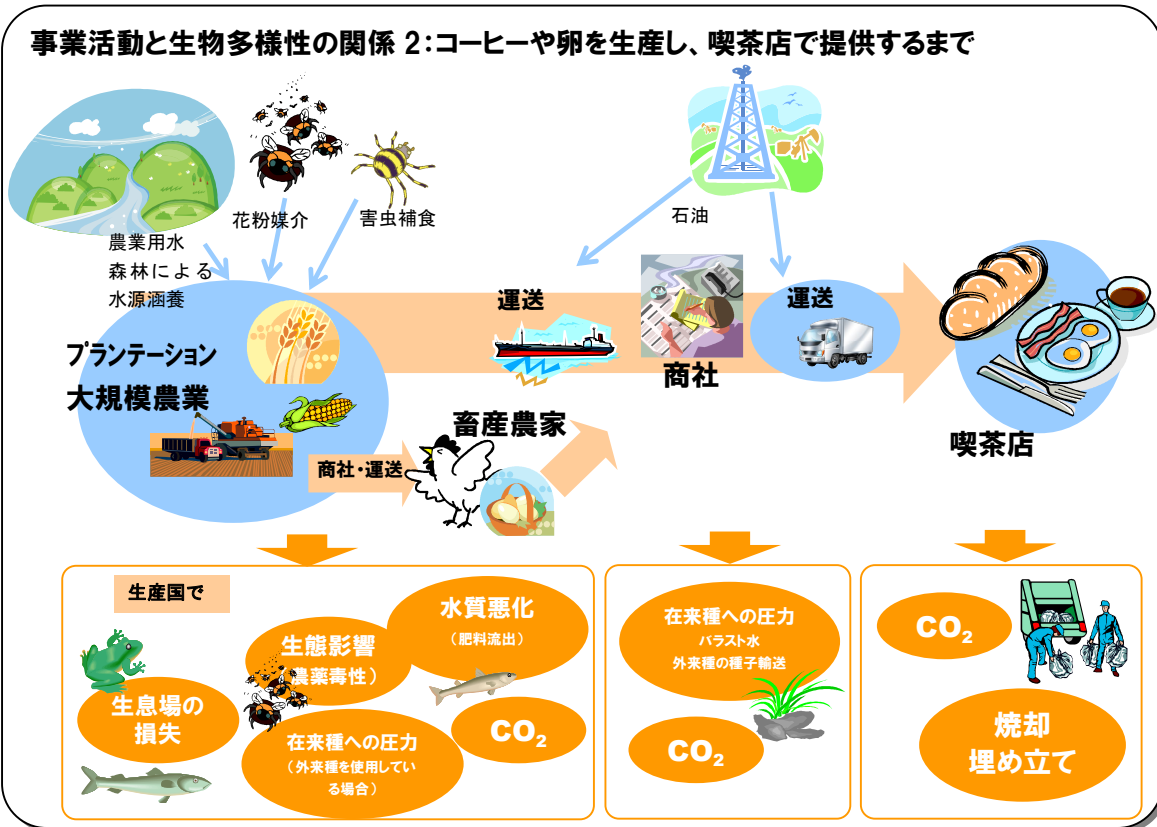 事業活動と生物多様性の関係 2:コーヒーや卵を生産し、喫茶店で提供するまで
花粉媒介
害虫補食
石油
農業用水
森林による
水源涵養
運送
運送
商社
プランテーション
大規模農業
畜産農家
喫茶店
商社・運送
生産国で
水質悪化
（肥料流出）
生態影響
（農薬毒性）
生息場の
損失
在来種への圧力
（外来種を使用してい
る場合）
CO2
在来種への圧力
バラスト水
外来種の種子輸送
CO2
CO2
焼却
埋め立て